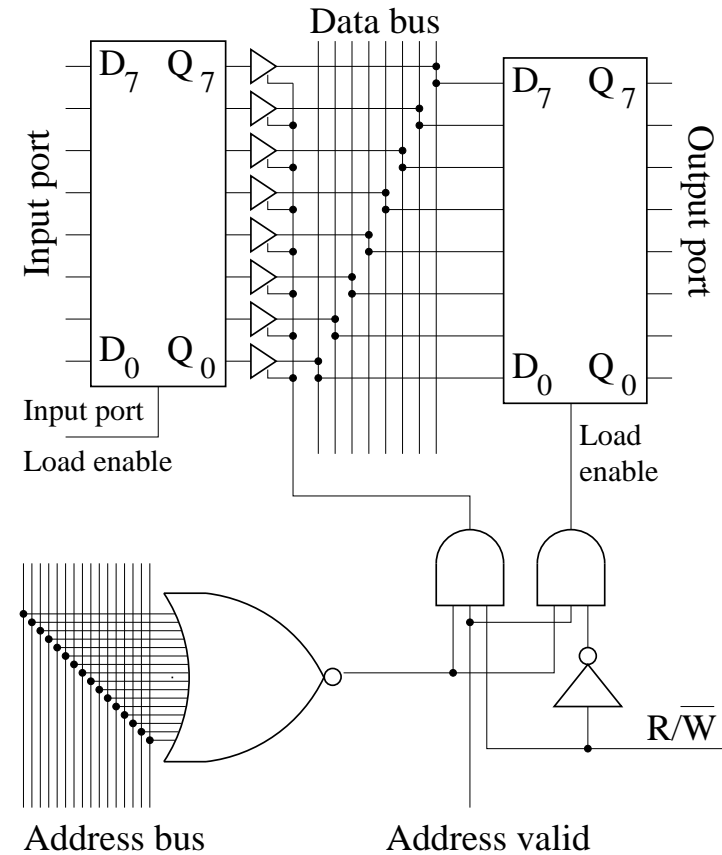 Data bus
D7 Q7
D7 Q7
Input port
Output port
D0 Q0
D0 Q0
Input port
Load enable
Load
enable
R/W̅
Address bus
Address valid